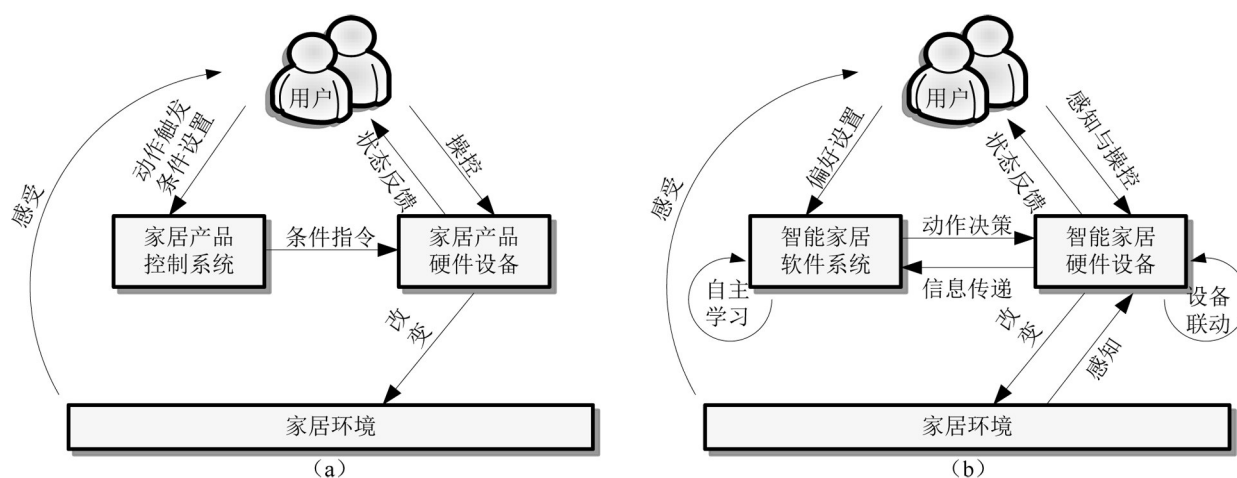 用户
动作触发
条件设置
状态反馈
操控
感受
家居产品
控制系统
条件指令
家居产品
硬件设备
改变
家居环境
(a)
用户
偏好设置
状态反馈
感知与操控
感受
智能家居
软件系统
动作决策
信息传递
智能家居
硬件设备
自主
学习
设备
联动
改变
感知
家居环境
(b)